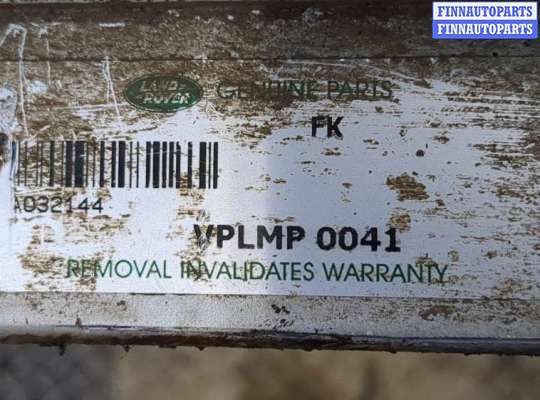 FINNAUTOPARTS
FINNAUTOPARTS
LAND-
ROVER
GENUINE PARTS
FK
A032144
VPLMP 0041
REMOVAL INVALIDATES WARRANTY